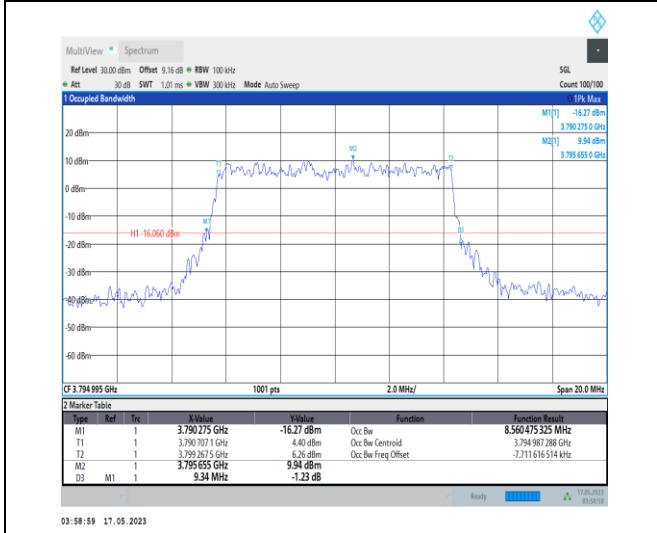 MultiView Spectrum
Ref Level 30.00 dBm Offset 9.16 dB RBW 100 kHz SGL
Att 30 dB SWT 1.01 ms VBW 300 kHz Mode Auto Sweep Count 100/100
1 Occupied Bandwidth 1Pk Max
M1[1] -16.27 dBm
3.790 275 0 GHz
M2[1] 9.94 dBm
3.795 655 0 GHz
20 dBm
M2
10 dBm
T1
T2
0 dBm
-10 dBm
M1
H1 -16.060 dBm
D3
-20 dBm
-30 dBm
-40 dBm
-50 dBm
-60 dBm
CF 3.794 995 GHz 1001 pts 2.0 MHz/ Span 20.0 MHz
2 Marker Table
Type Ref Trc X-Value Y-Value Function Function Result
M1 1 3.790 275 GHz -16.27 dBm Occ Bw 8.560 475 325 MHz
T1 1 3.790 707 1 GHz 4.40 dBm Occ Bw Centroid 3.794 987 288 GHz
T2 1 3.799 267 5 GHz 6.26 dBm Occ Bw Freq Offset -7.711 616 514 kHz
M2 1 3.795 655 GHz 9.94 dBm
D3 M1 1 9.34 MHz -1.23 dB
Ready 17.05.2023
03:58:58
03:58:59 17.05.2023